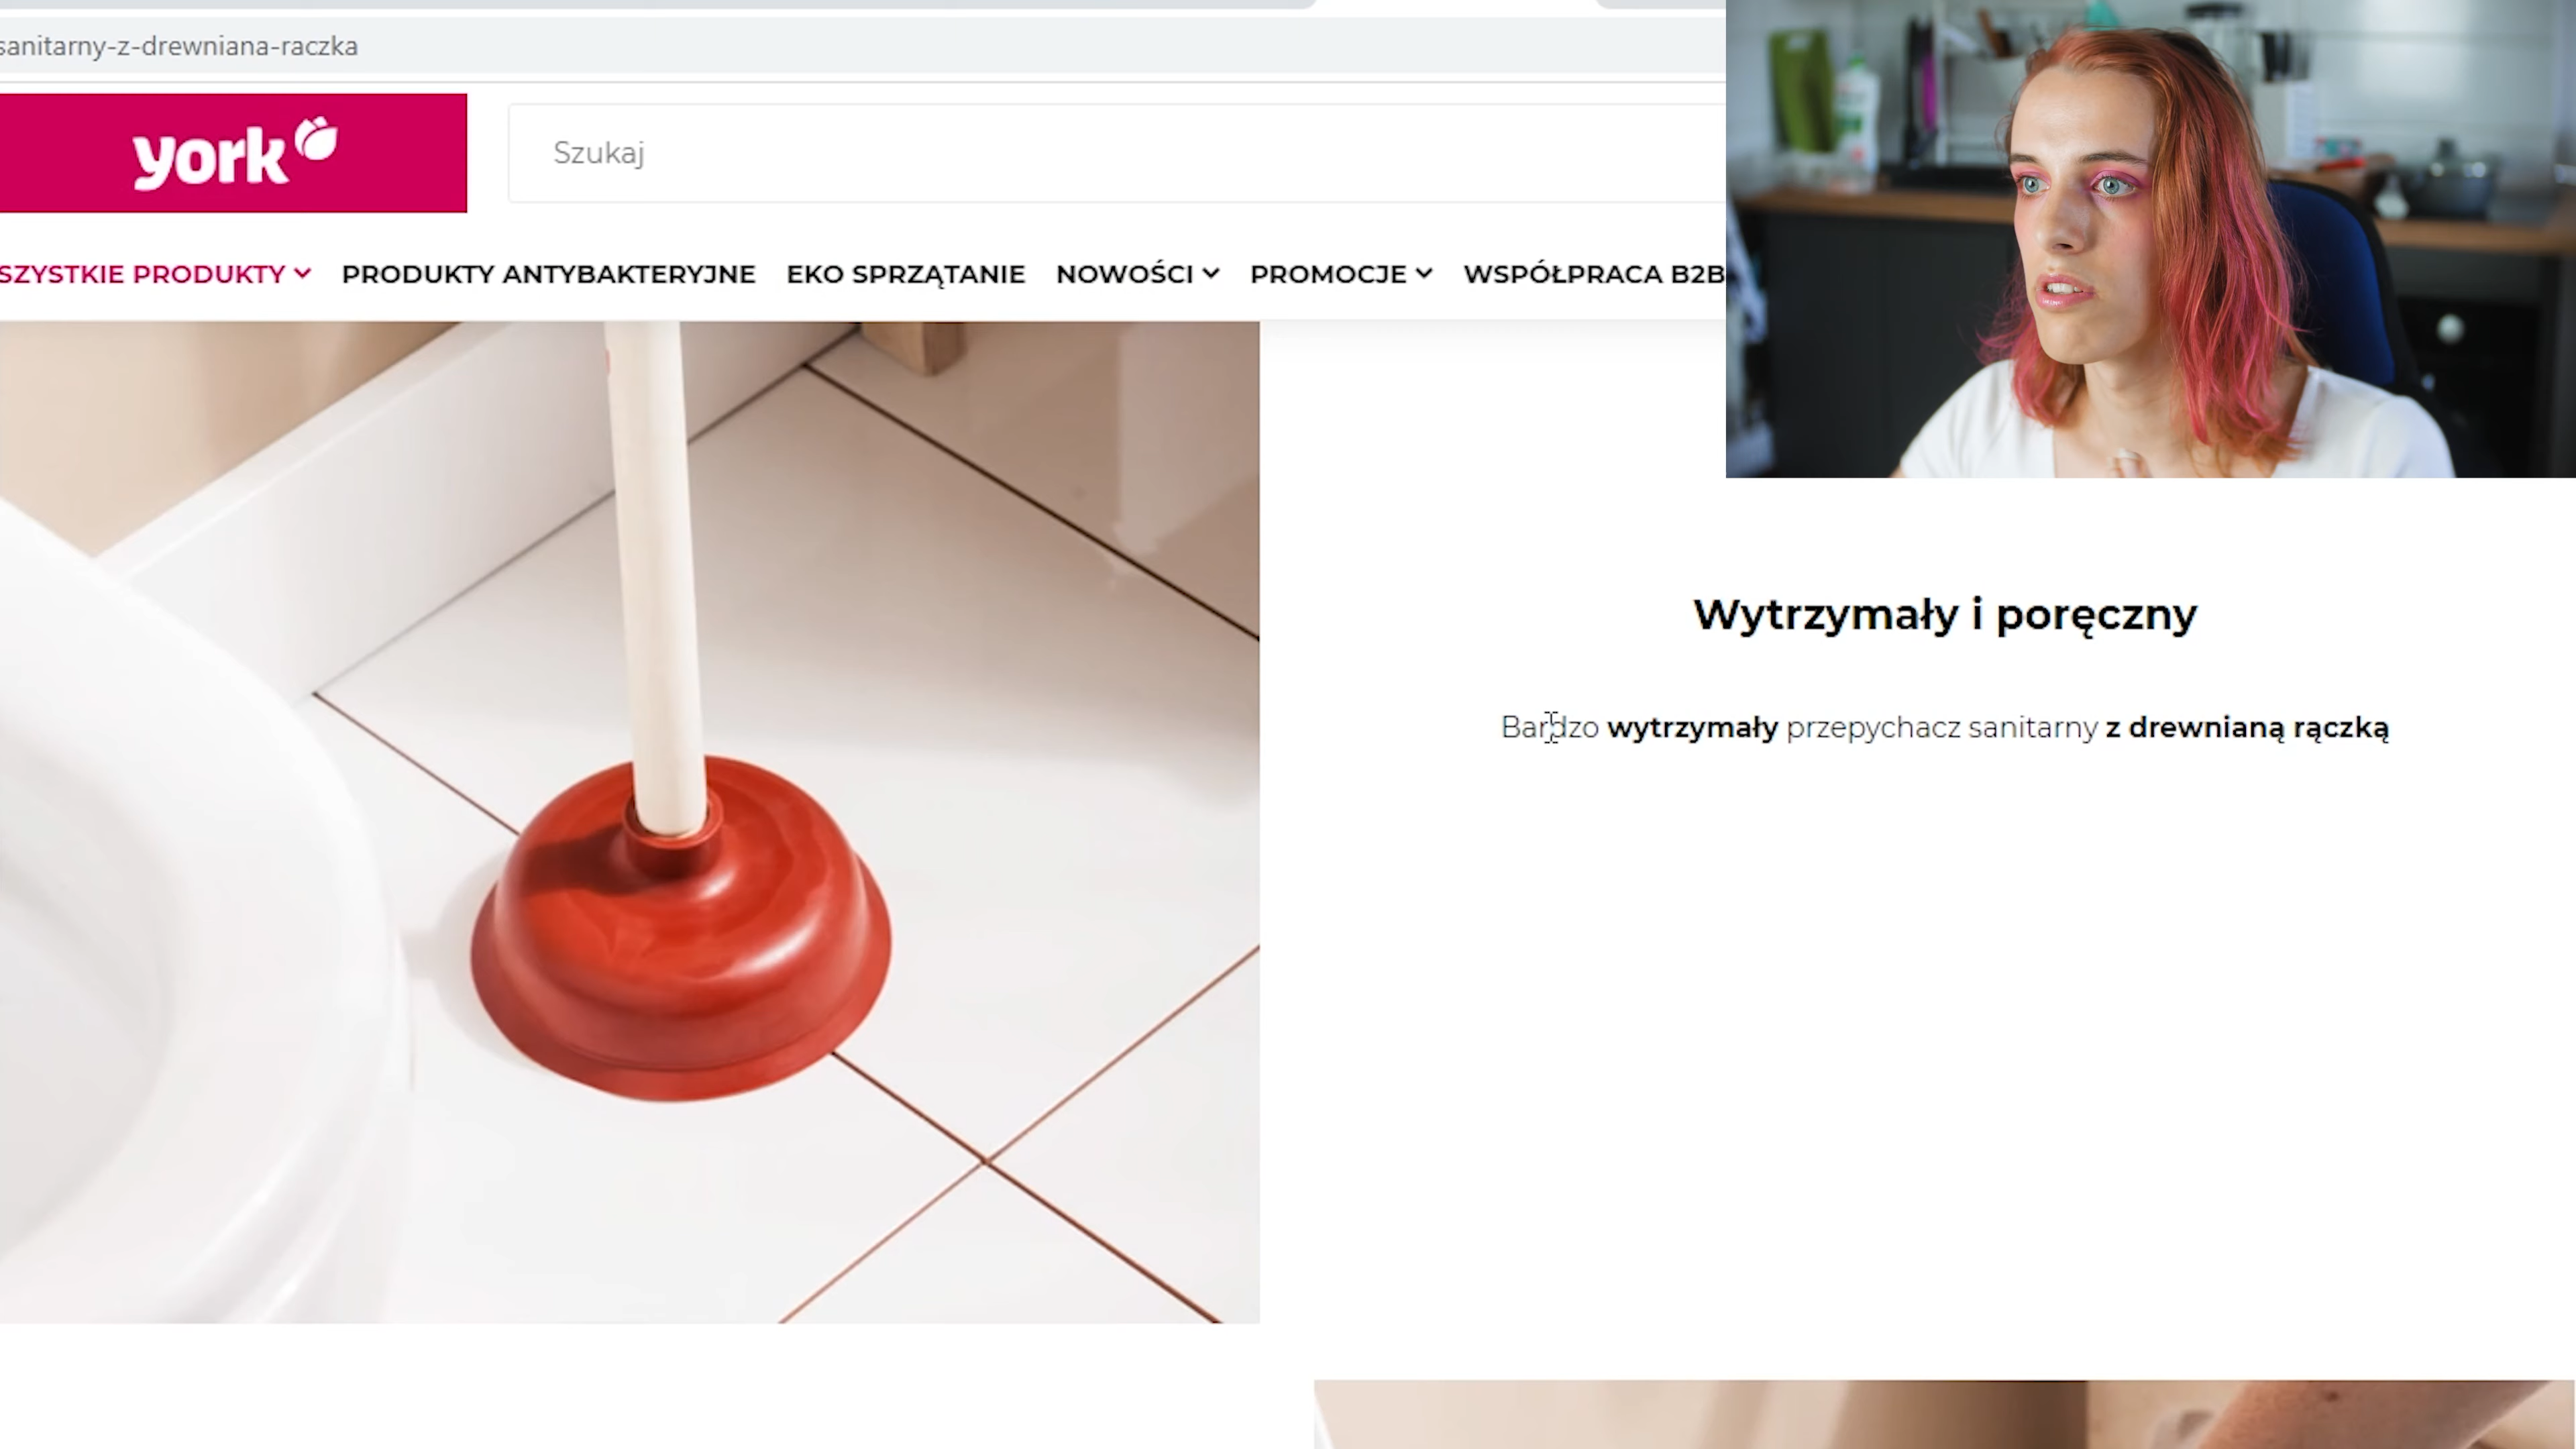 sanitarny-z-drewniana-raczka
york
Szukaj
SZYSTKIE PRODUKTY PRODUKTY ANTYBAKTERYJNE EKO SPRZĄTANIE NOWOŚCI PROMOCJE WSPÓŁPRACA B2B
Wytrzymały i poręczny
Bardzo wytrzymały przepychacz sanitarny z drewnianą rączką